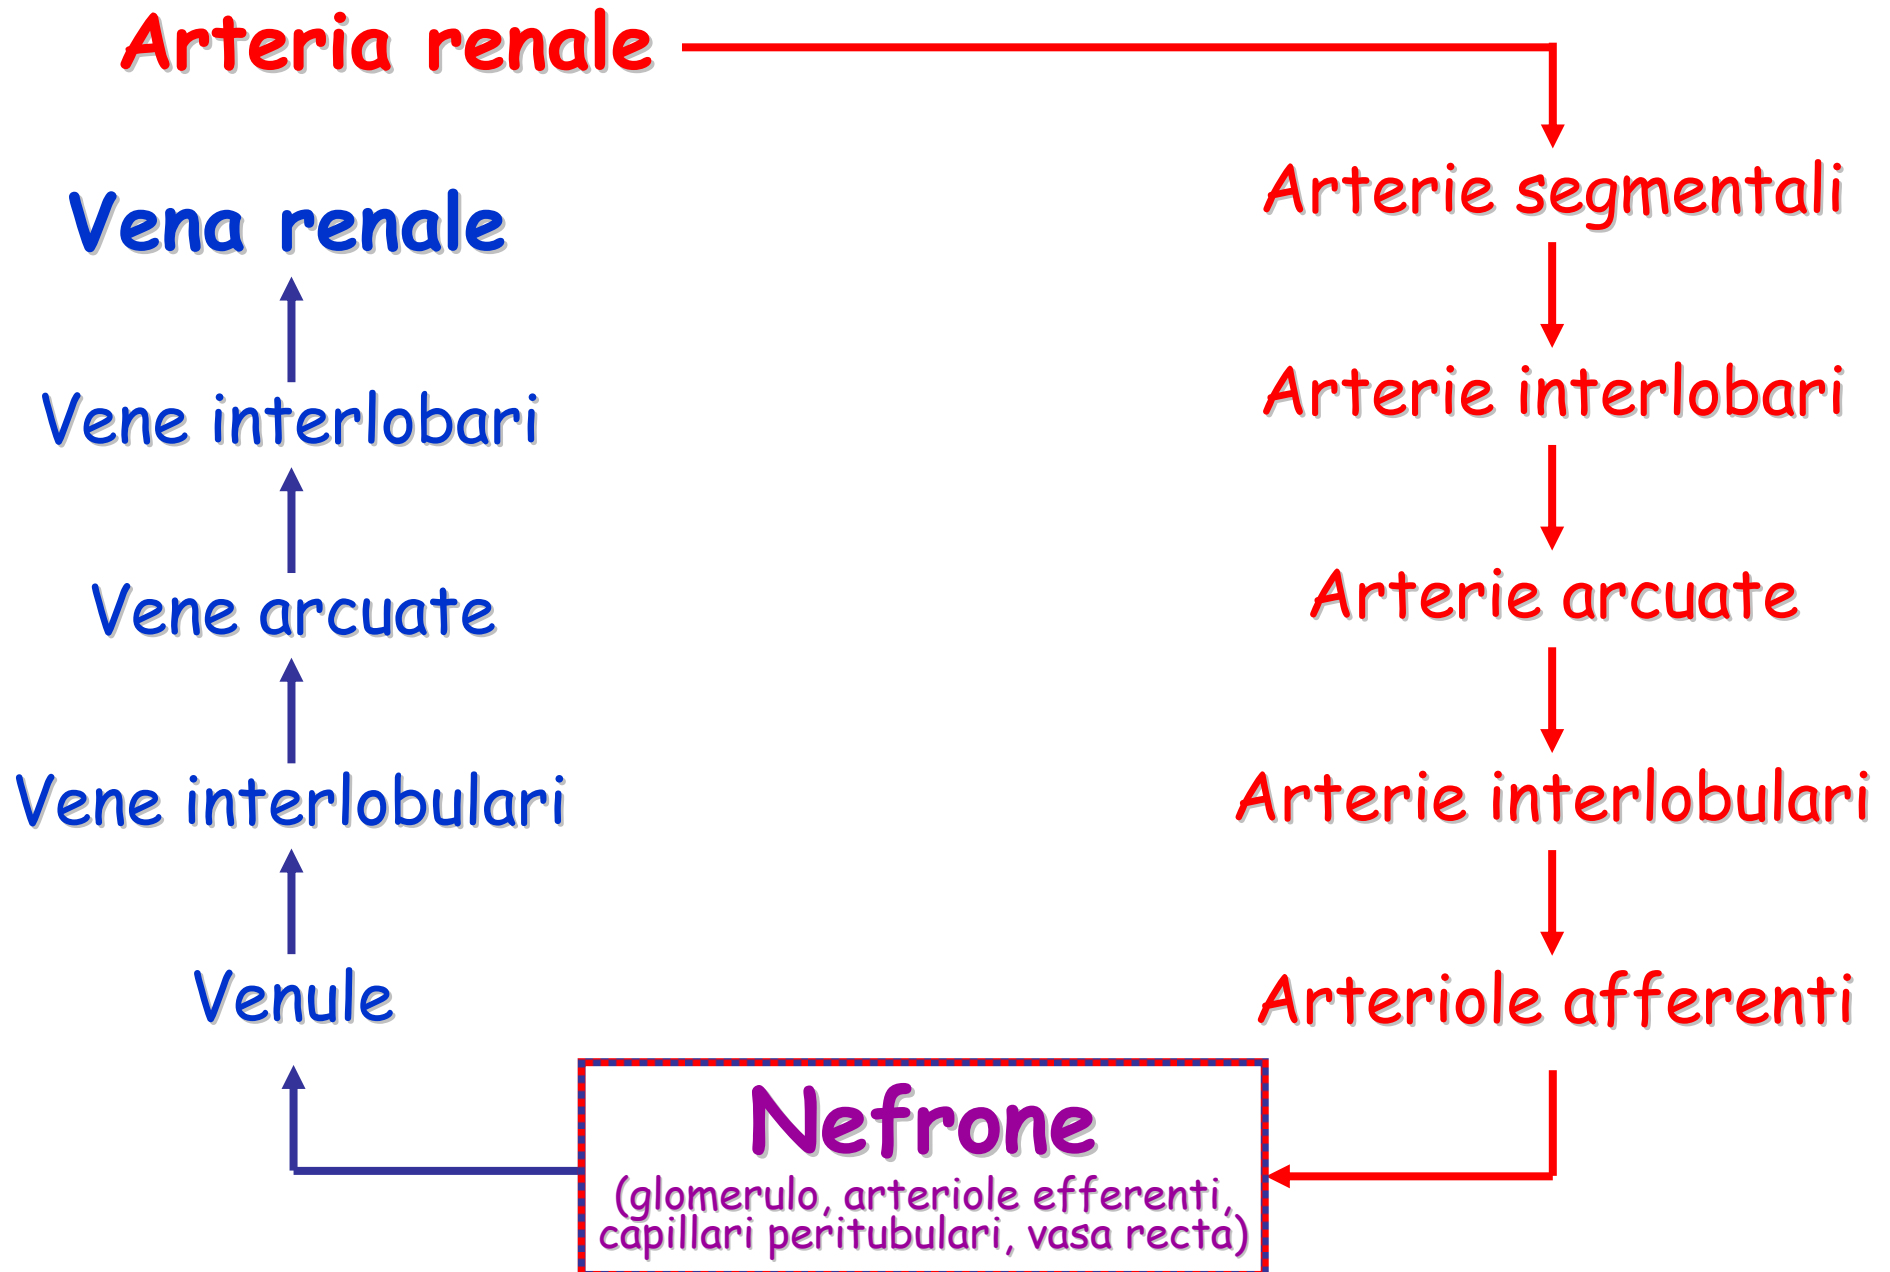 Arteria renale
Arterie segmentali
Vena renale
Arterie interlobari
Vene interlobari
Arterie arcuate
Vene arcuate
Arterie interlobulari
Vene interlobulari
Arteriole afferenti
Venule
Nefrone
(glomerulo, arteriole efferenti,
capillari peritubulari, vasa recta)